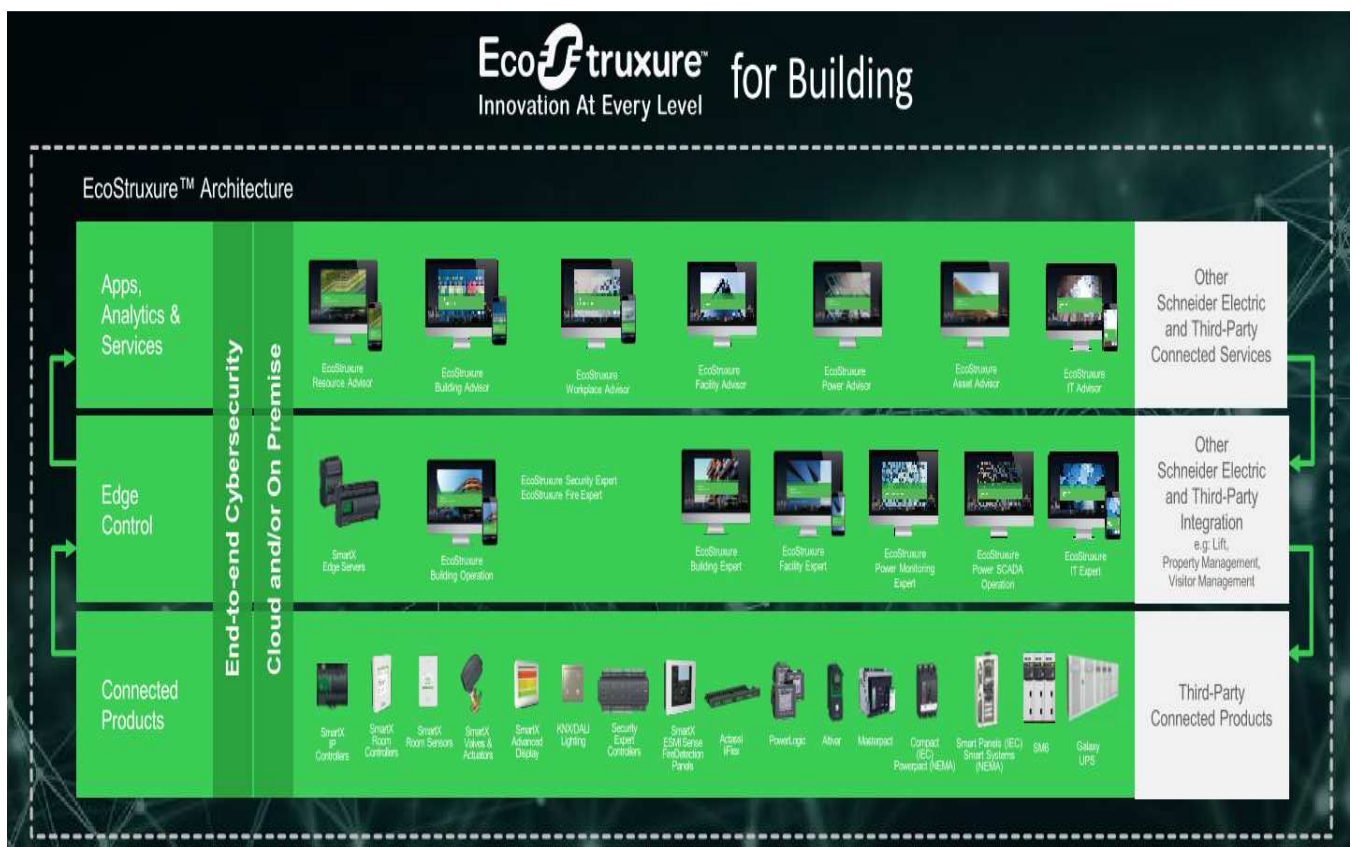 EcoStruxure™ for Building
Innovation At Every Level
EcoStruxure™ Architecture
Apps,
Analytics &
Services
End-to-end Cybersecurity
Cloud and/or On Premise
EcoStruxure
Resource Advisor
EcoStruxure
Building Advisor
EcoStruxure
Workplace Advisor
EcoStruxure
Facility Advisor
EcoStruxure
Power Advisor
EcoStruxure
Asset Advisor
EcoStruxure
IT Advisor
Other
Schneider Electric
and Third-Party
Connected Services
Edge
Control
SmartX
Edge Servers
EcoStruxure
Building Operation
EcoStruxure Security Expert
EcoStruxure Fire Expert
EcoStruxure
Building Expert
EcoStruxure
Facility Expert
EcoStruxure
Power Monitoring
Expert
EcoStruxure
Power SCADA
Operation
EcoStruxure
IT Expert
Other
Schneider Electric
and Third-Party
Integration
e.g: Lift,
Property Management,
Visitor Management
Connected
Products
SmartX
IP
Controllers
SmartX
Room
Controllers
SmartX
Room Sensors
SmartX
Valves &
Actuators
SmartX
Advanced
Display
KNX/DALI
Lighting
Security
Expert
Controllers
SmartX
ESMI Sense
FireDetection
Panels
Actassi
iFlex
PowerLogic
Altivar
Masterpact
Compact
(IEC)
Powerpact (NEMA)
Smart Panels (IEC)
Smart Systems
(NEMA)
SM6
Galaxy
UPS
Third-Party
Connected Products